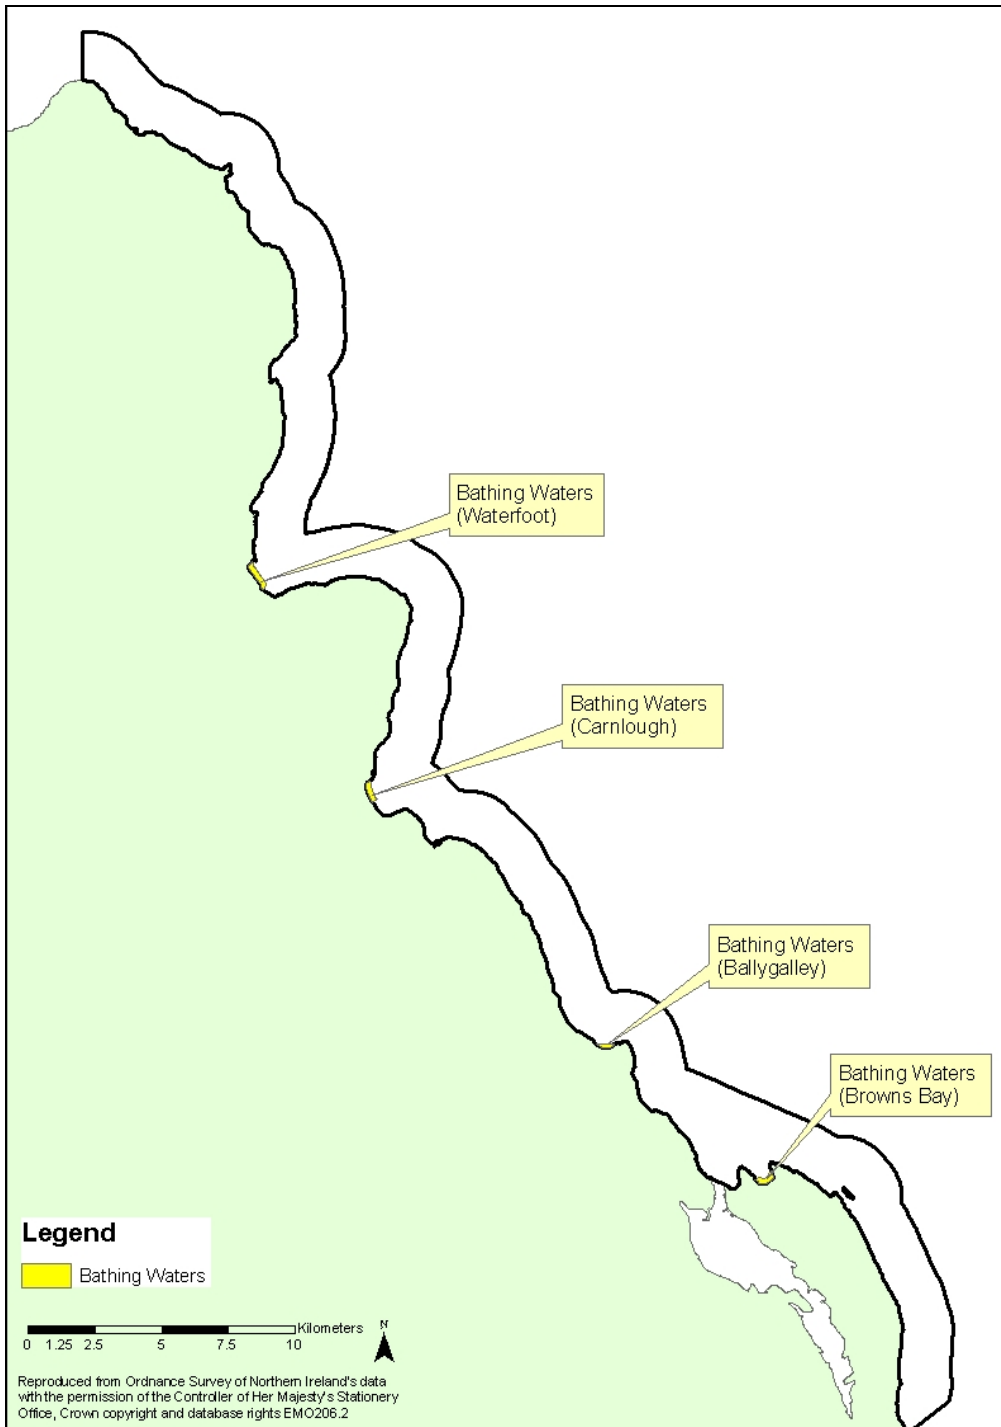 Bathing Waters
(Waterfoot)
Bathing Waters
(Carnlough)
Bathing Waters
(Ballygalley)
Bathing Waters
(Browns Bay)
Legend
Bathing Waters
Kilometers
0 1.25 2.5 5 7.5 10
N
Reproduced from Ordnance Survey of Northern Ireland's data
with the permission of the Controller of Her Majesty's Stationery
Office, Crown copyright and database rights EMO206.2